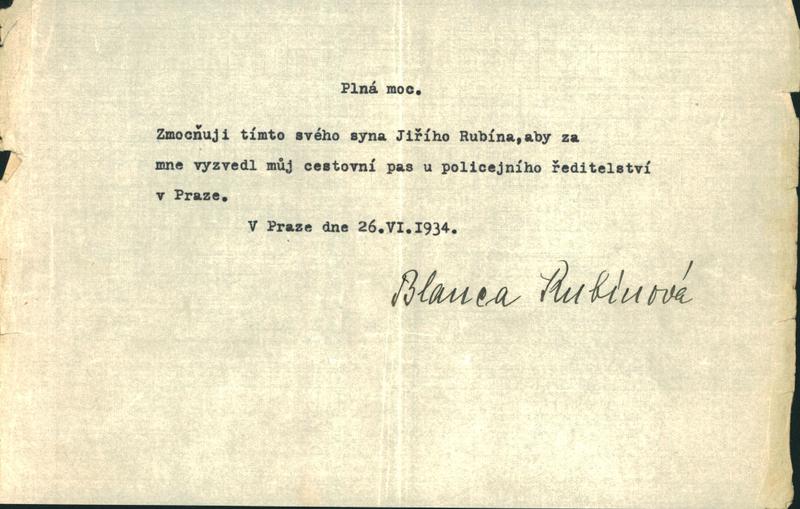 Plná moc.
Zmocňuji tímto svého syna Jiřího Rubína,aby za
mne vyzvedl můj cestovní pas u policejního ředitelství
v Praze.
V Praze dne 26.VI.1934.
Blanca Rubínová